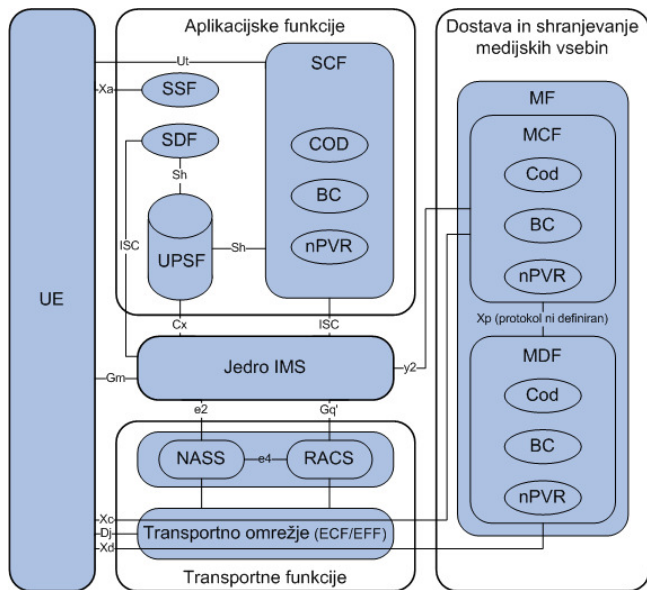 Aplikacijske funkcije
Dostava in shranjevanje
medijskih vsebin
UE
Ut
Xa
SSF
SDF
Sh
ISC
UPSF
Sh
SCF
COD
BC
nPVR
Cx
ISC
MF
MCF
Cod
BC
nPVR
Xp (protokol ni definiran)
MDF
Cod
BC
nPVR
Gm
Jedro IMS
y2
e2
Gq'
NASS
e4
RACS
Xc
Dj
Xd
Transportno omrežje (ECF/EFF)
Transportne funkcije